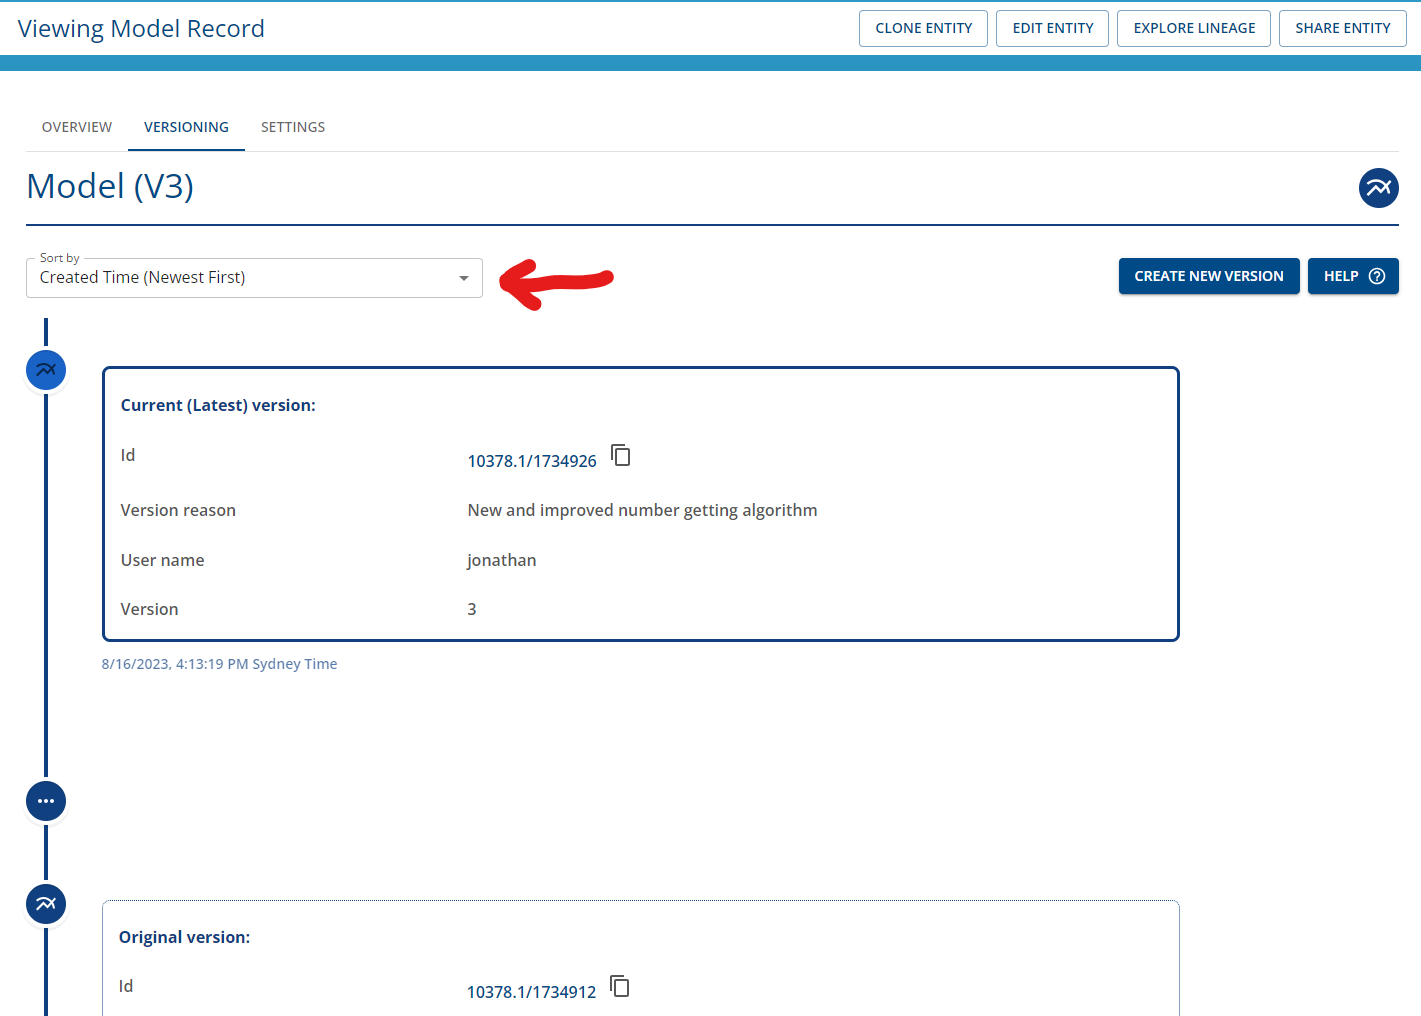 Viewing Model Record
CLONE ENTITY
EDIT ENTITY
EXPLORE LINEAGE
SHARE ENTITY
OVERVIEW
VERSIONING
SETTINGS
Model (V3)
Sort by
Created Time (Newest First)
CREATE NEW VERSION
HELP
Current (Latest) version:
Id 10378.1/1734926
Version reason New and improved number getting algorithm
User name jonathan
Version 3
8/16/2023, 4:13:19 PM Sydney Time
Original version:
Id 10378.1/1734912